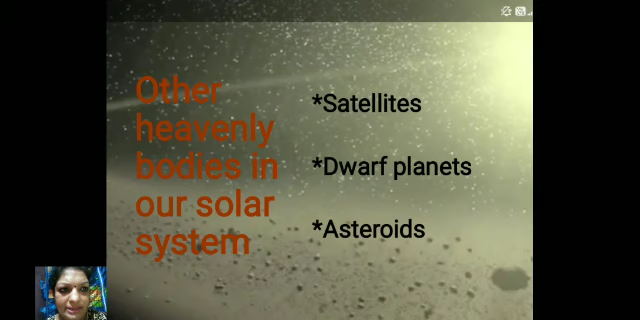 Other
heavenly
bodies in
our solar
system
*Satellites
*Dwarf planets
*Asteroids